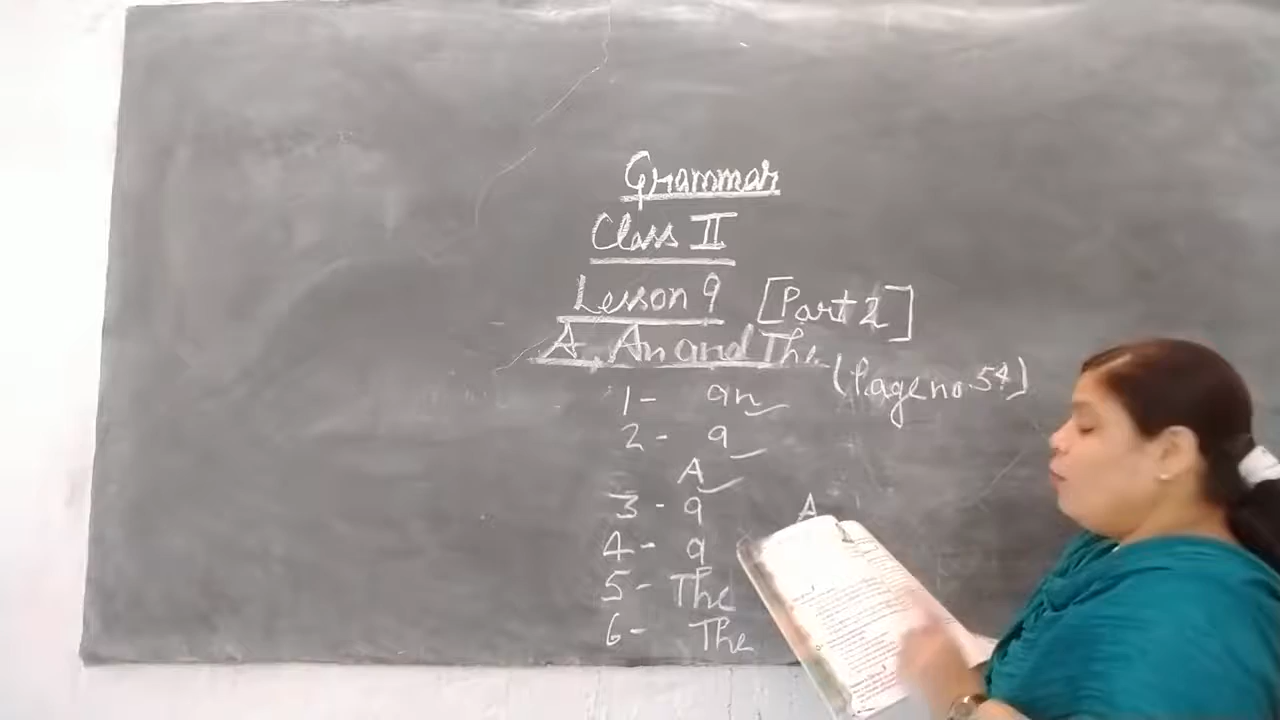 Grammar
Class II
Lesson 9 [Part 2]
A, An and The
(Page no. 54)
1- an
2- a
A
3- a A
4- a
5- The
6- The